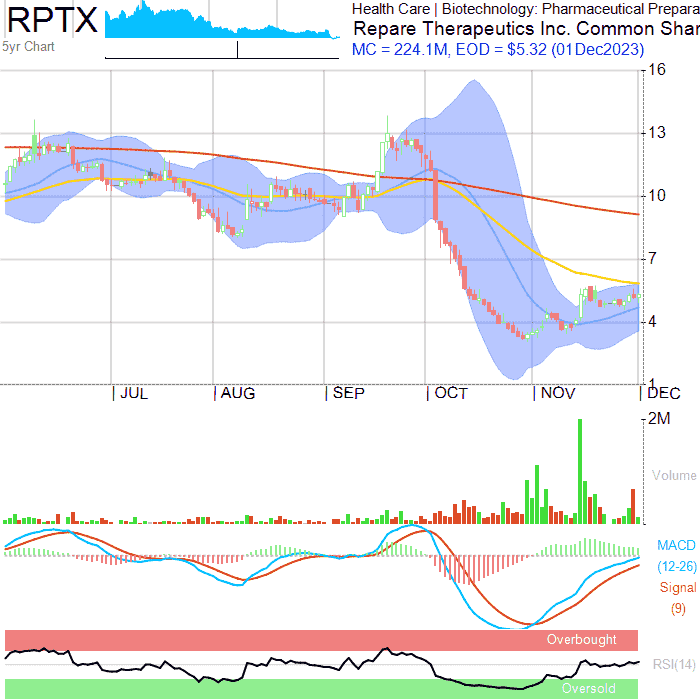 RPTX
5yr Chart
Health Care | Biotechnology: Pharmaceutical Prepara
Repare Therapeutics Inc. Common Shar
MC = 224.1M, EOD = $5.32 (01Dec2023)
16
13
10
7
4
1
JUL AUG SEP OCT NOV DEC
2M
Volume
MACD
(12-26)
Signal
(9)
Overbought
RSI(14)
Oversold